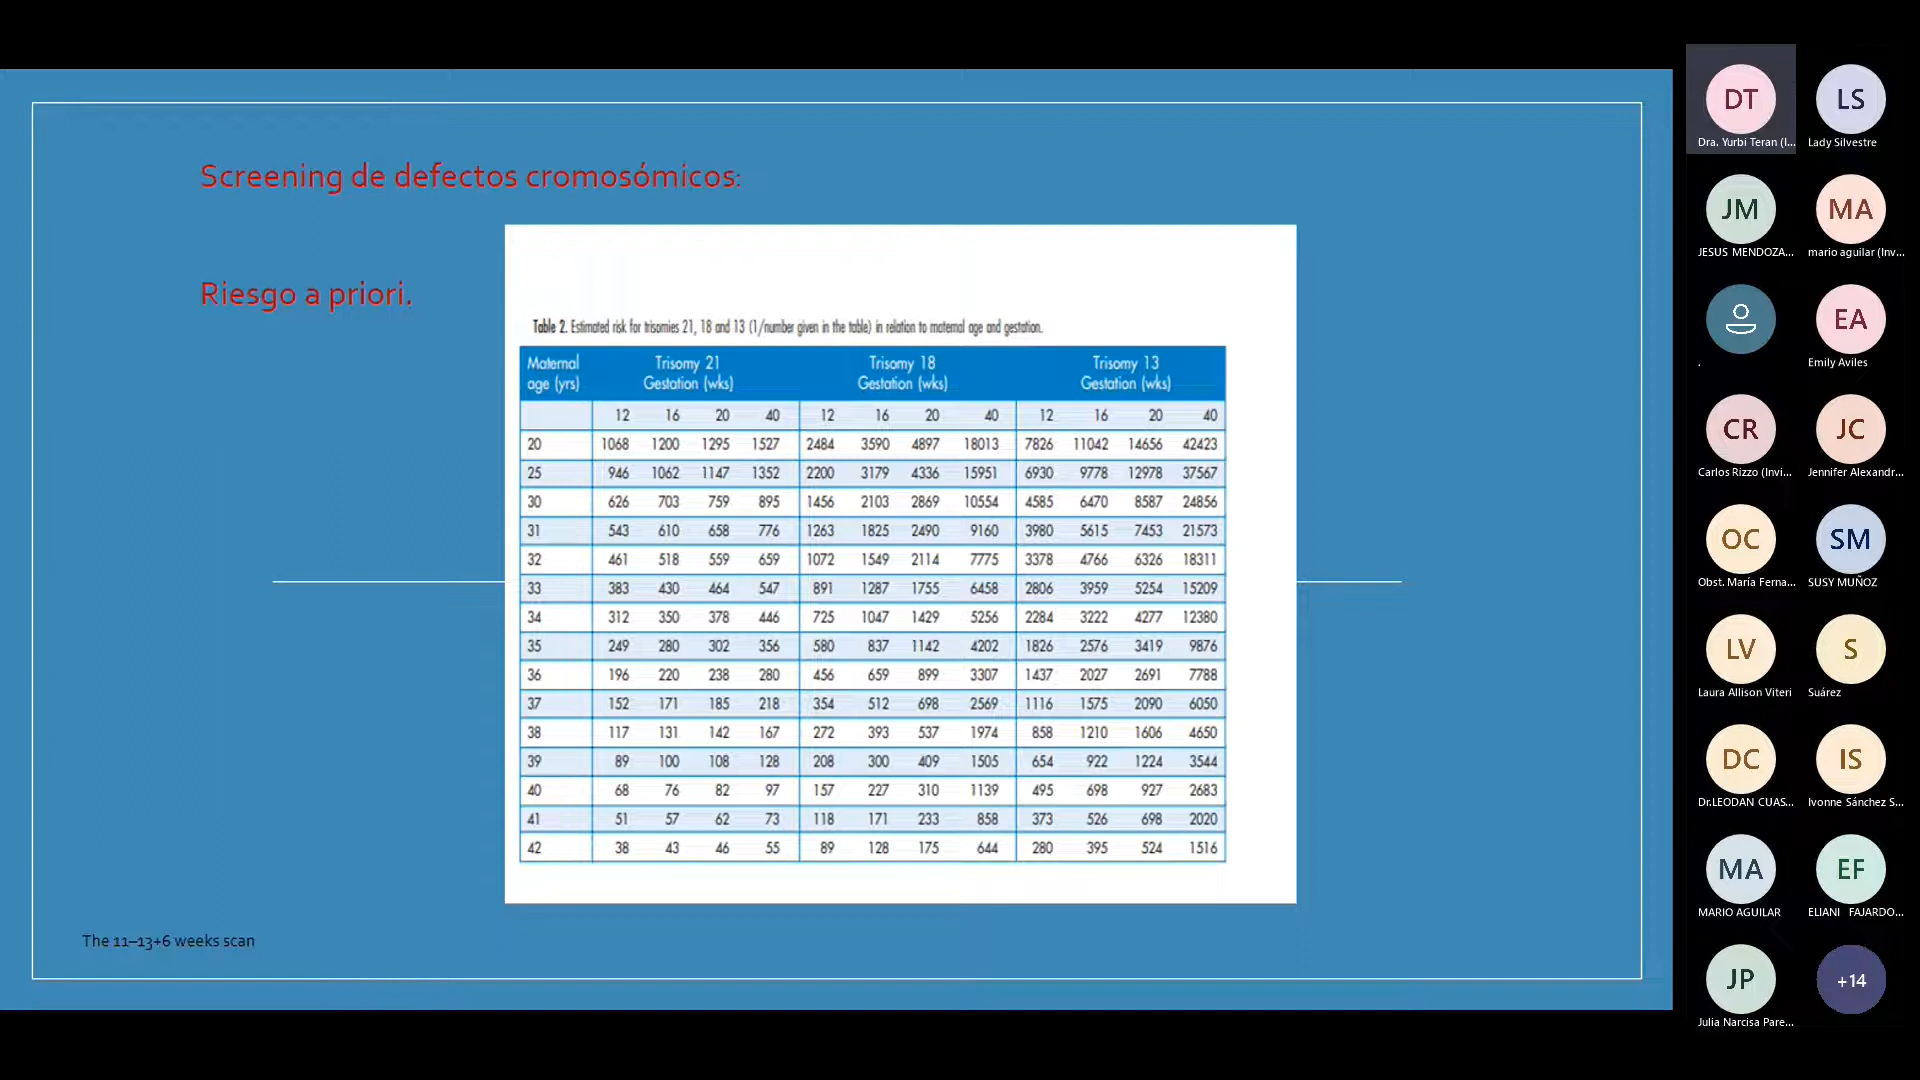 Screening de defectos cromosómicos:
Riesgo a priori.
Table 2. Estimated risk for trisomies 21, 18 and 13 (1/number given in the table) in relation to maternal age and gestation.
Maternal age (yrs) Trisomy 21 Gestation (wks) Trisomy 18 Gestation (wks) Trisomy 13 Gestation (wks)
12 16 20 40 12 16 20 40 12 16 20 40
20 1068 1200 1295 1527 2484 3590 4897 18013 7826 11042 14656 42423
25 946 1062 1147 1352 2200 3179 4336 15951 6930 9778 12978 37567
30 626 703 759 895 1456 2103 2869 10554 4585 6470 8587 24856
31 543 610 658 776 1263 1825 2490 9160 3980 5615 7453 21573
32 461 518 559 659 1072 1549 2114 7775 3378 4766 6326 18311
33 383 430 464 547 891 1287 1755 6458 2806 3959 5254 15209
34 312 350 378 446 725 1047 1429 5256 2284 3222 4277 12380
35 249 280 302 356 580 837 1142 4202 1826 2576 3419 9876
36 196 220 238 280 456 659 899 3307 1437 2027 2691 7788
37 152 171 185 218 354 512 698 2569 1116 1575 2090 6050
38 117 131 142 167 272 393 537 1974 858 1210 1606 4650
39 89 100 108 128 208 300 409 1505 654 922 1224 3544
40 68 76 82 97 157 227 310 1139 495 698 927 2683
41 51 57 62 73 118 171 233 858 373 526 698 2020
42 38 43 46 55 89 128 175 644 280 395 524 1516
The 11–13+6 weeks scan
DT LS
Dra. Yurbi Teran (I... Lady Silvestre
JM MA
JESUS MENDOZA... mario aguilar (Inv...
EA
. Emily Aviles
CR JC
Carlos Rizzo (Invi... Jennifer Alexandr...
OC SM
Obst. María Ferna... SUSY MUÑOZ
LV S
Laura Allison Viteri Suárez
DC IS
Dr.LEODAN CUAS... Ivonne Sánchez S...
MA EF
MARIO AGUILAR ELIANI FAJARDO...
JP +14
Julia Narcisa Pare...